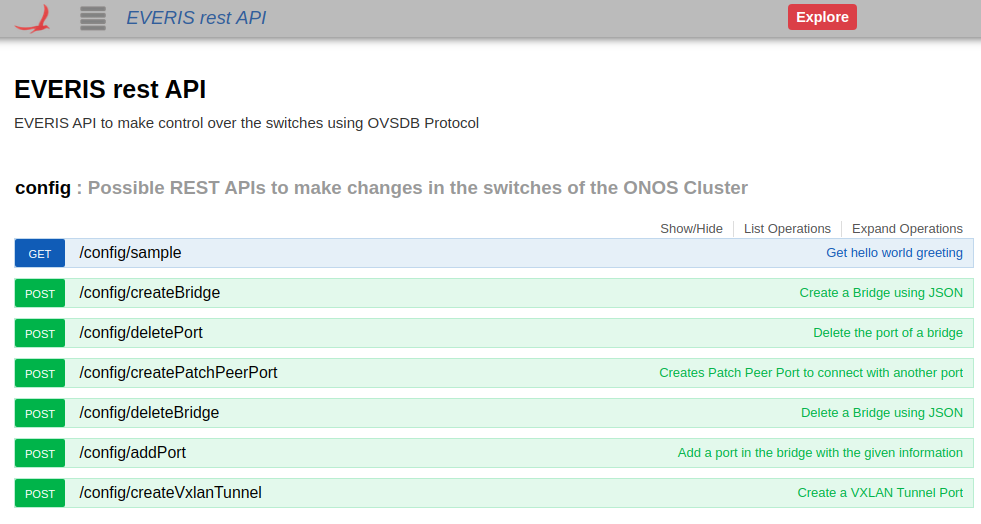 EVERIS rest API
Explore
EVERIS rest API
EVERIS API to make control over the switches using OVSDB Protocol
config : Possible REST APIs to make changes in the switches of the ONOS Cluster
Show/Hide List Operations Expand Operations
GET /config/sample Get hello world greeting
POST /config/createBridge Create a Bridge using JSON
POST /config/deletePort Delete the port of a bridge
POST /config/createPatchPeerPort Creates Patch Peer Port to connect with another port
POST /config/deleteBridge Delete a Bridge using JSON
POST /config/addPort Add a port in the bridge with the given information
POST /config/createVxlanTunnel Create a VXLAN Tunnel Port